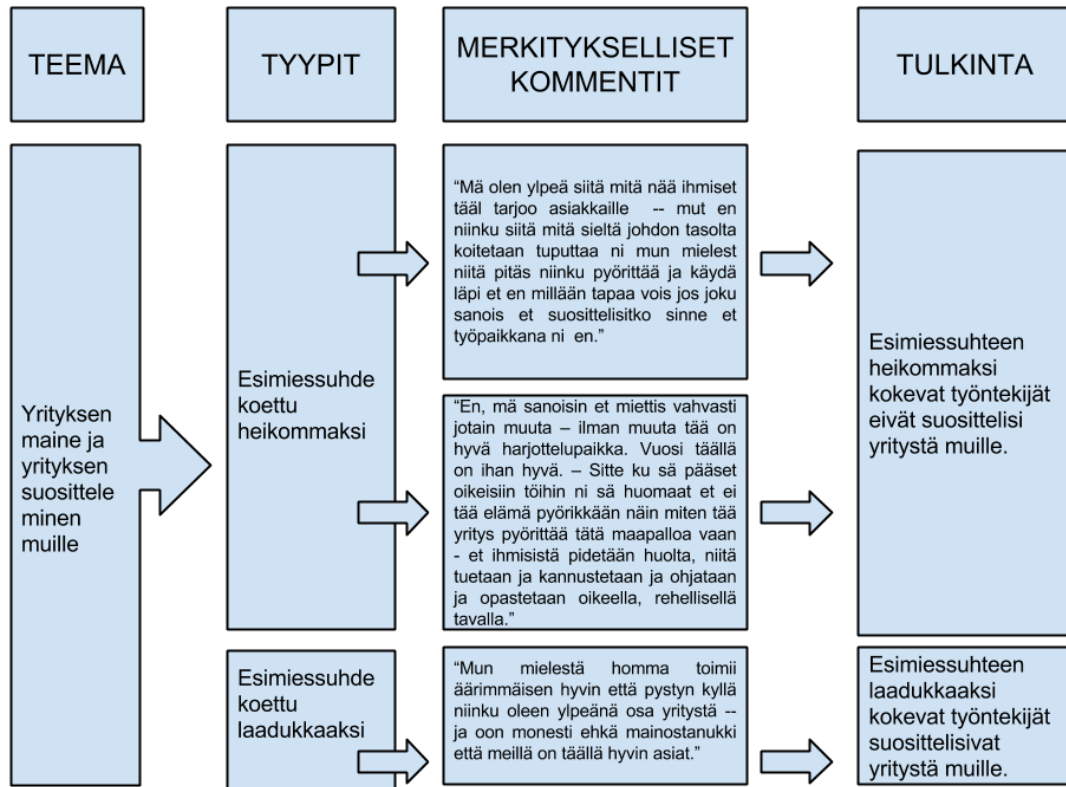 TEEMA
TYYPIT
MERKITYKSELLISET
KOMMENTIT
TULKINTA
Yrityksen
maine ja
yrityksen
suosittele
minen
muille
Esimiessuhde
koettu
heikommaksi
“Mä olen ylpeä siitä mitä nää ihmiset
tääl tarjoo asiakkaille -- mut en
niinku siitä mitä sieltä johdon tasolta
koitetaan tuputtaa ni mun mielest
niitä pitäs niinku pyörittää ja käydä
läpi et en millään tapaa vois jos joku
sanois et suosittelisitko sinne et
työpaikkana ni en.”
“En, mä sanoisin et miettis vahvasti
jotain muuta – ilman muuta tää on
hyvä harjottelupaikka. Vuosi täällä
on ihan hyvä. – Sitte ku sä pääset
oikeisiin töihin ni sä huomaat et ei
tää elämä pyörikkään näin miten tää
yritys pyörittää tätä maapalloa vaan
- et ihmisistä pidetään huolta, niitä
tuetaan ja kannustetaan ja ohjataan
ja opastetaan oikeella, rehellisellä
tavalla.”
Esimiessuhteen
heikommaksi
kokevat työntekijät
eivät suosittelisi
yritystä muille.
Esimiessuhde
koettu
laadukkaaksi
“Mun mielestä homma toimii
äärimmäisen hyvin että pystyn kyllä
niinku oleen ylpeänä osa yritystä --
ja oon monesti ehkä mainostanukki
että meillä on täällä hyvin asiat.”
Esimiessuhteen
laadukkaaksi
kokevat työntekijät
suosittelisivat
yritystä muille.